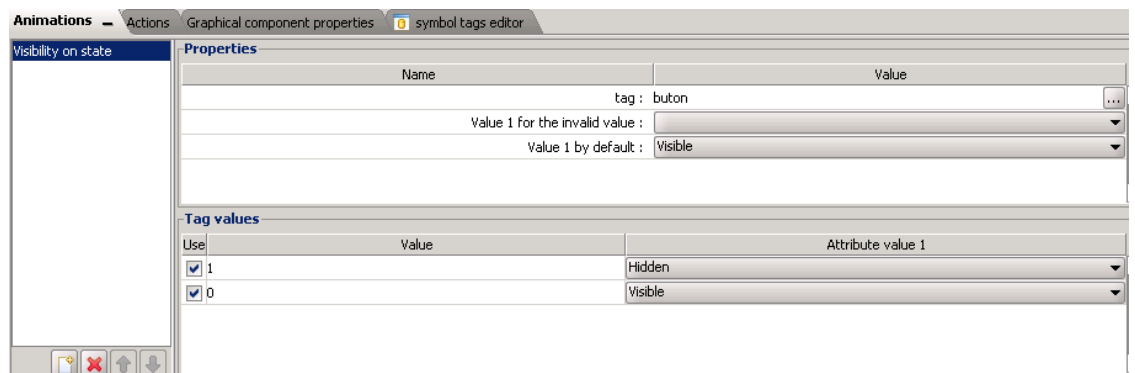 Animations Actions Graphical component properties symbol tags editor
Visibility on state
Properties
Name Value
tag : buton ...
Value 1 for the invalid value :
Value 1 by default : Visible
Tag values
Use Value Attribute value 1
1 Hidden
0 Visible